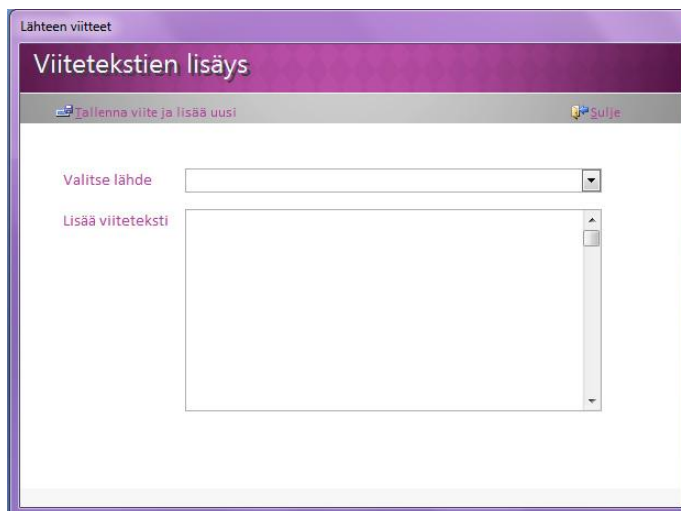 Lähteen viitteet
Viitetekstien lisäys
Tallenna viite ja lisää uusi
Sulje
Valitse lähde
Lisää viiteteksti